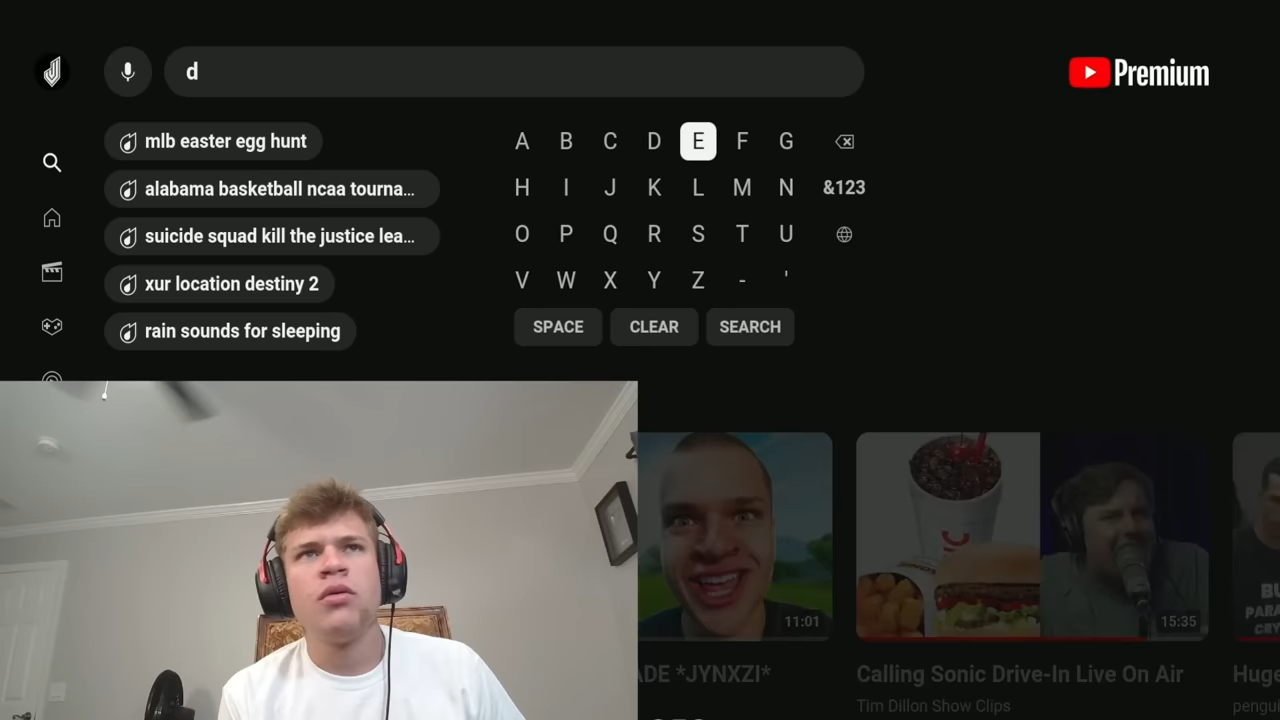 d
Premium
mlb easter egg hunt
alabama basketball ncaa tourna...
suicide squad kill the justice lea...
xur location destiny 2
rain sounds for sleeping
A B C D E F G
H I J K L M N &123
O P Q R S T U
V W X Y Z - '
SPACE CLEAR SEARCH
11:01
15:35
ADE *JYNXZI*
Calling Sonic Drive-In Live On Air
Tim Dillon Show Clips
Huge
pengu